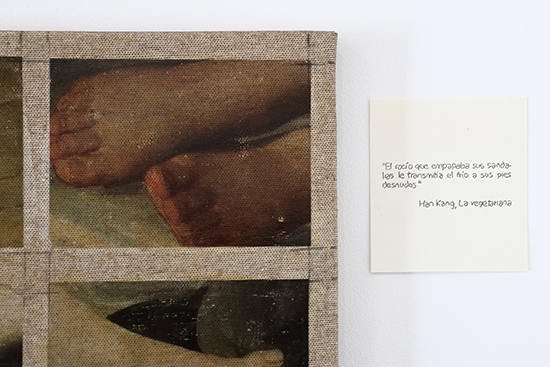 "El rocío que empapaba sus sanda-
lias le transmitía el frío a sus pies
desnudos"
Han Kang, La vegetariana